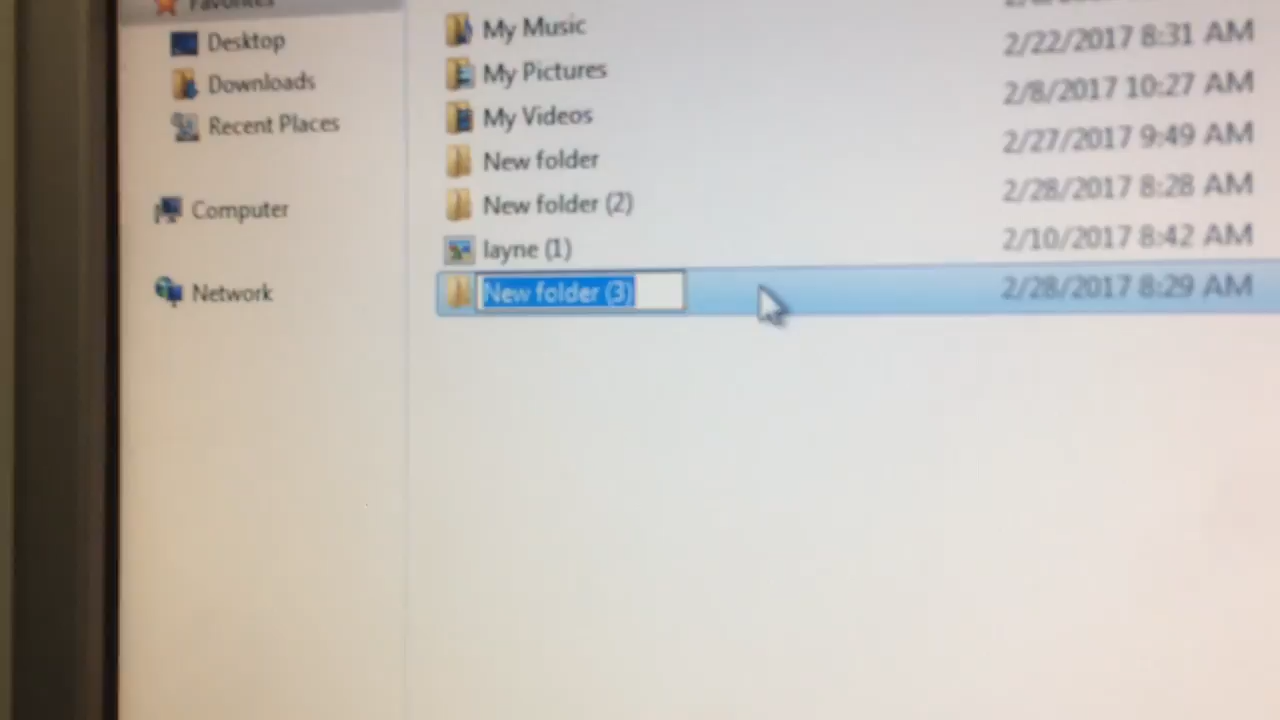 Favorites
Desktop
Downloads
Recent Places
Computer
Network
My Music
My Pictures
My Videos
New folder
New folder (2)
layne (1)
New folder (3)
2/22/2017 8:31 AM
2/8/2017 10:27 AM
2/27/2017 9:49 AM
2/28/2017 8:28 AM
2/10/2017 8:42 AM
2/28/2017 8:29 AM